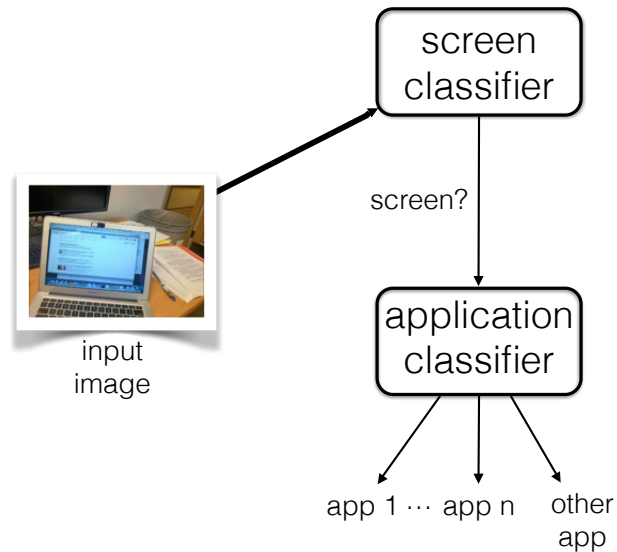 screen
classifier
screen?
input
image
application
classifier
app 1 ··· app n
other
app